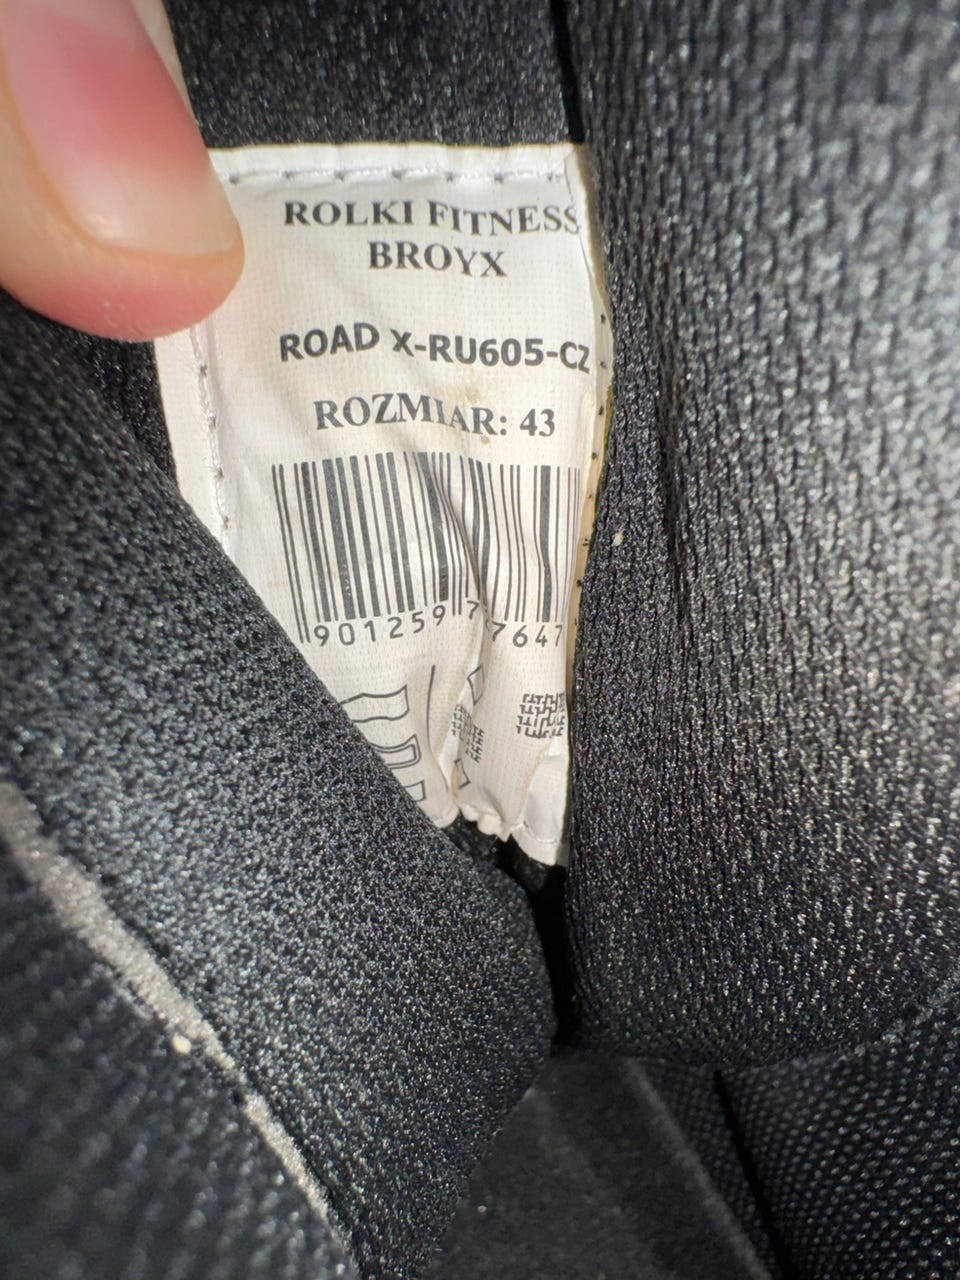 ROLKI FITNESS
BROYX
ROAD X-RU605-CZ
ROZMIAR: 43